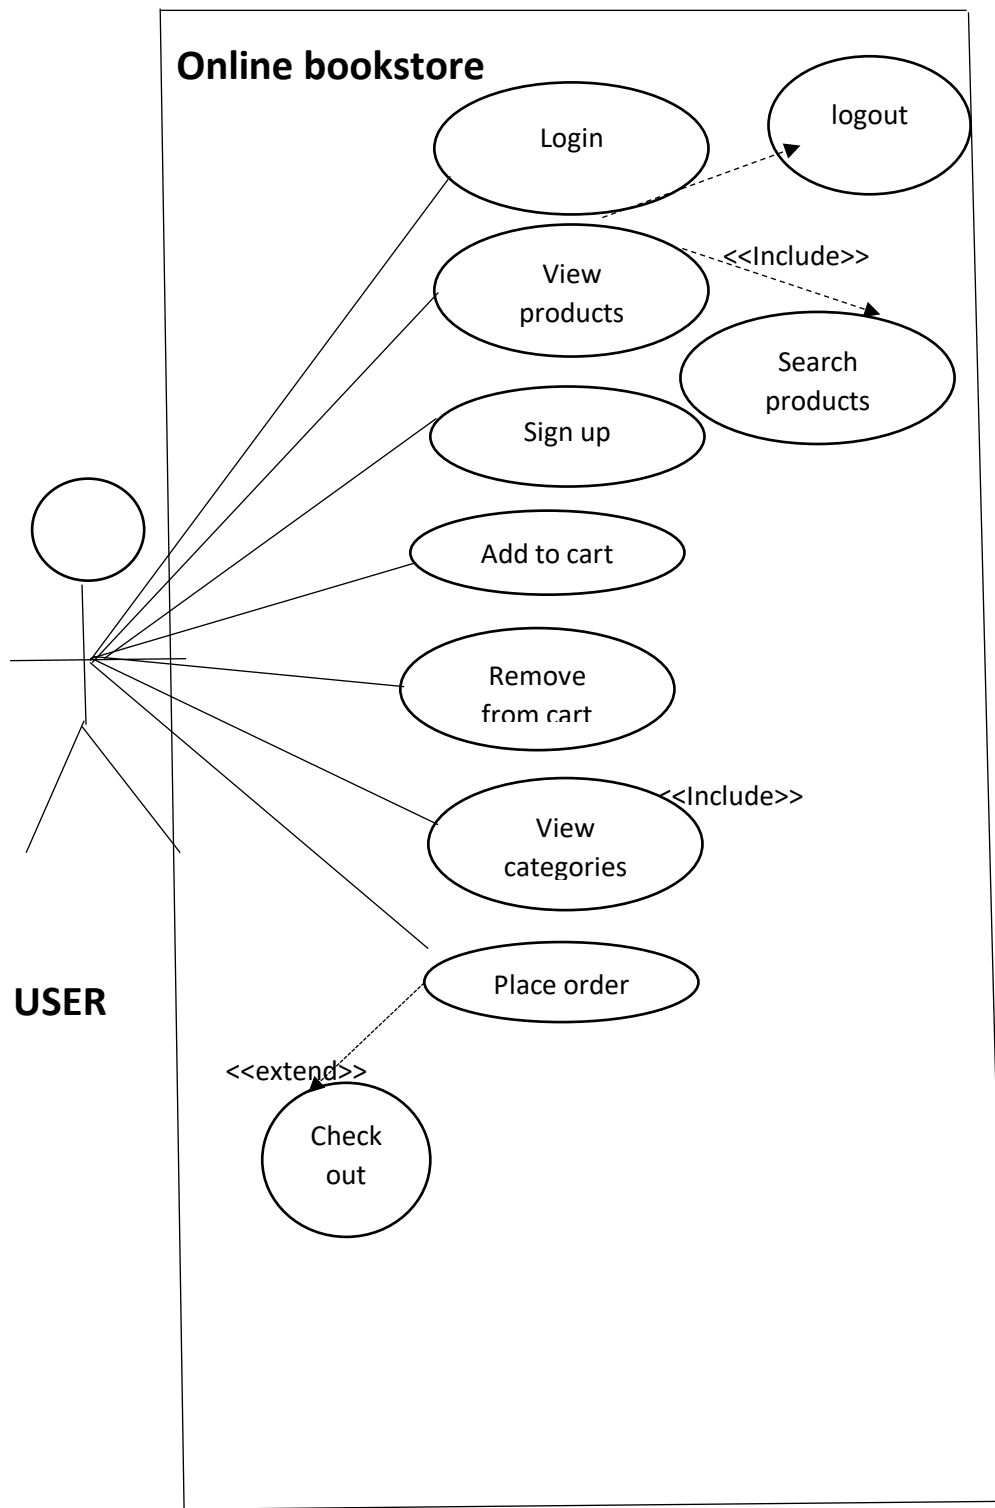 Online bookstore
Login
logout
View
products
<<Include>>
Search
products
Sign up
Add to cart
Remove
from cart
<<Include>>
View
categories
Place order
USER
<<extend>>
Check
out